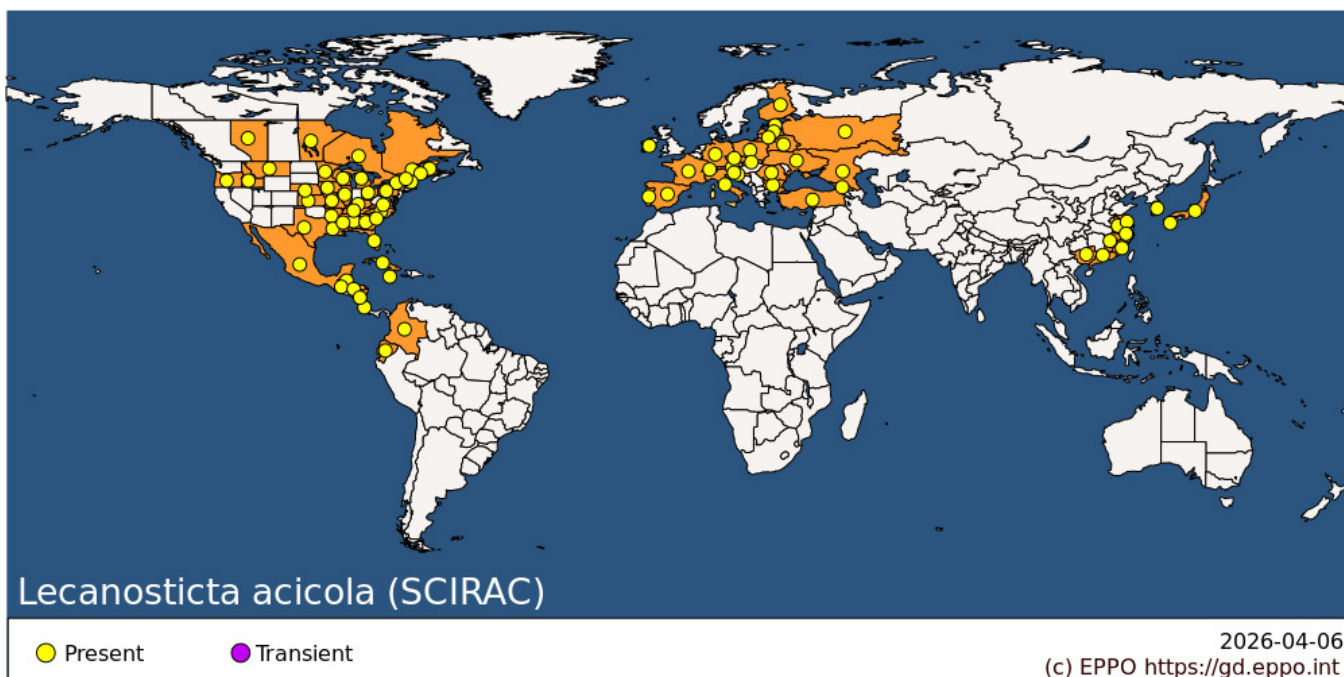 Lecanosticta acicola (SCIRAC)
Present
Transient
2026-04-06
(c) EPPO https://gd.eppo.int